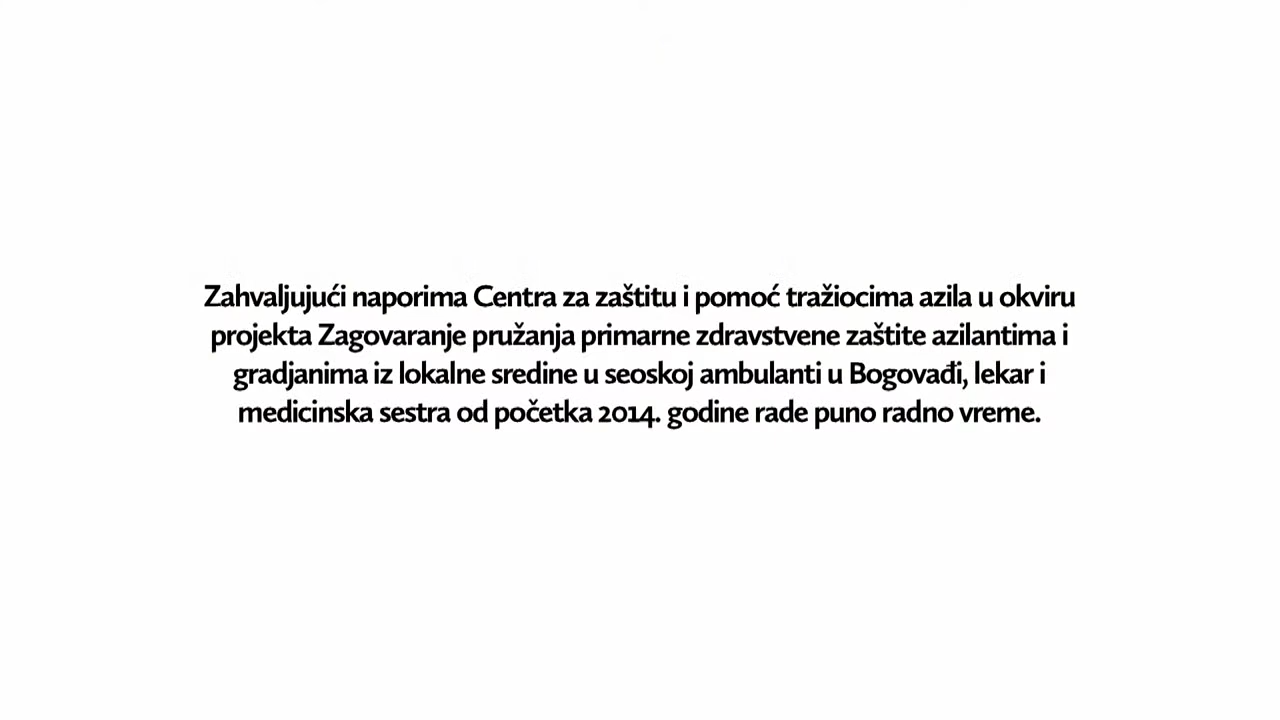 Zahvaljujući naporima Centra za zaštitu i pomoć tražiocima azila u okviru
projekta Zagovaranje pružanja primarne zdravstvene zaštite azilantima i
gradjanima iz lokalne sredine u seoskoj ambulanti u Bogovađi, lekar i
medicinska sestra od početka 2014. godine rade puno radno vreme.